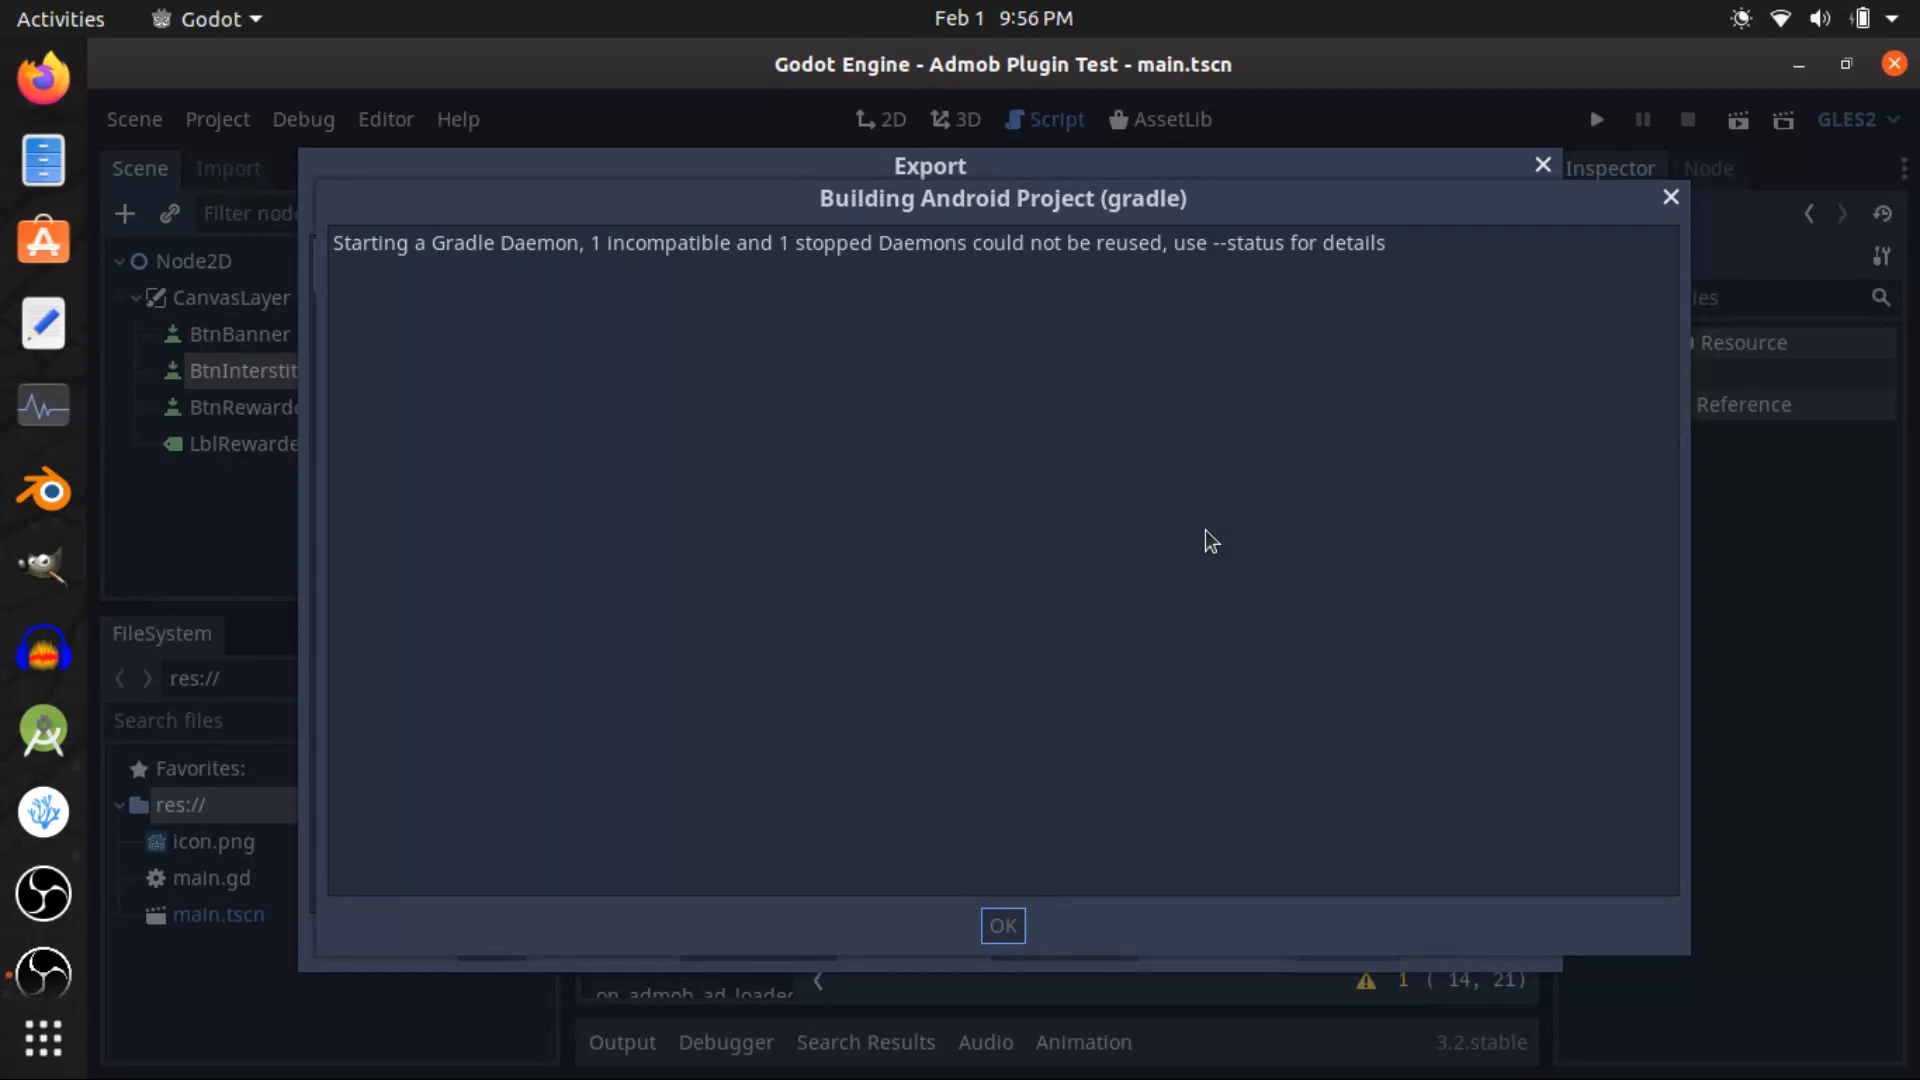 Activities
Godot
Feb 1 9:56 PM
Godot Engine - Admob Plugin Test - main.tscn
Scene Project Debug Editor Help
2D 3D Script AssetLib
GLES2
Scene Import
Export
Inspector Node
Building Android Project (gradle)
Starting a Gradle Daemon, 1 incompatible and 1 stopped Daemons could not be reused, use --status for details
Filter
Node2D
CanvasLayer
BtnBanner
BtnInterstit
BtnRewarde
LblRewarde
Resource
Reference
FileSystem
res://
Search files
Favorites:
res://
icon.png
main.gd
main.tscn
OK
on_admob_ad_loaded
1 ( 14, 21)
Output Debugger Search Results Audio Animation
3.2.stable